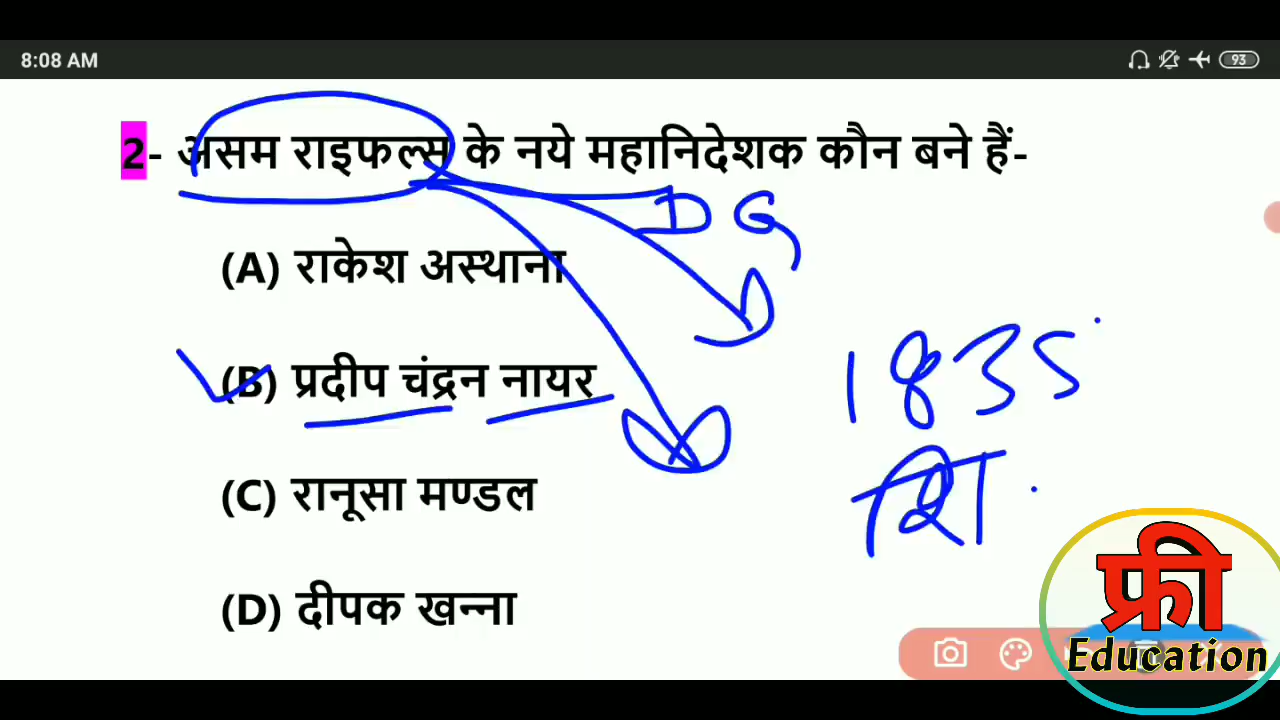 8:08 AM
93
2- असम राइफल्स के नये महानिदेशक कौन बने हैं-
DG
(A) राकेश अस्थाना
(B) प्रदीप चंद्रन नायर
1835
शि
(C) रानूसा मण्डल
(D) दीपक खन्ना
फ्री
Education